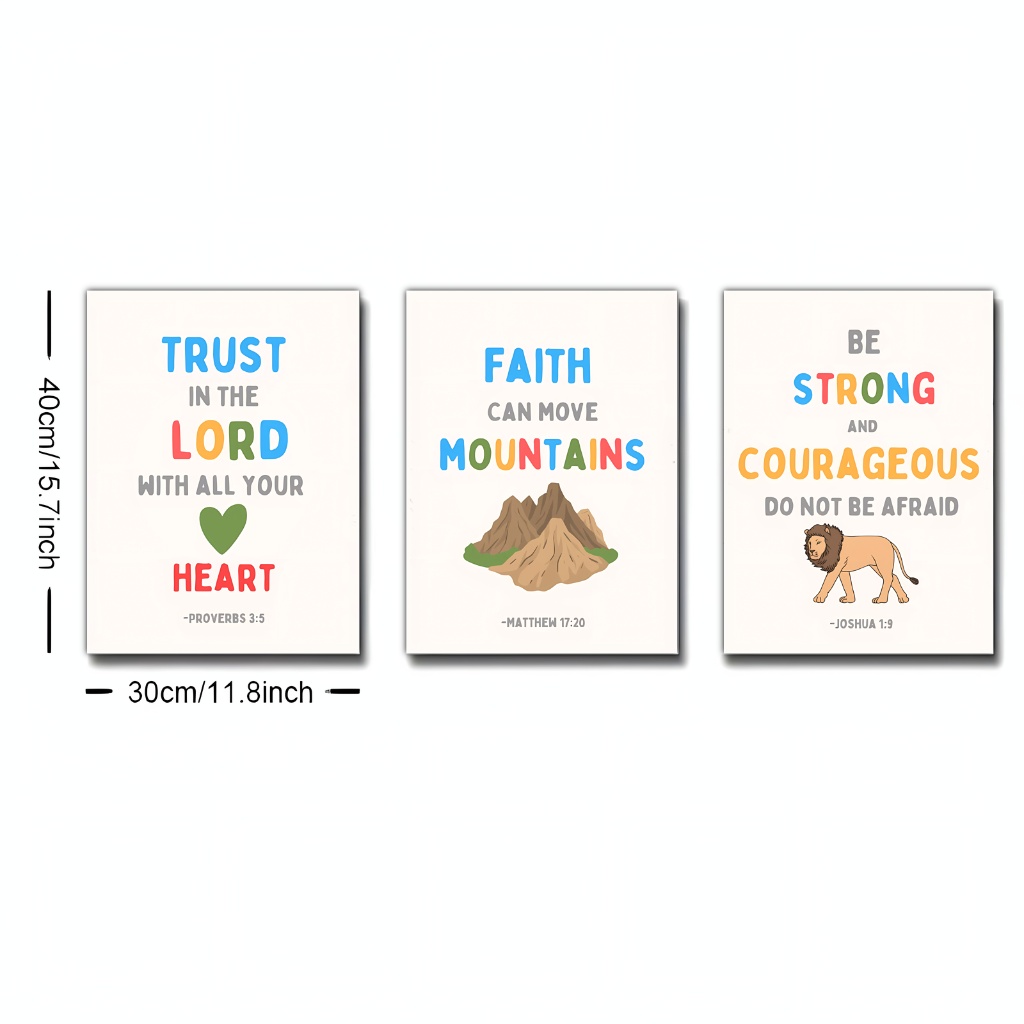 40cm/15.7inch
TRUST
IN THE
LORD
WITH ALL YOUR
HEART
-PROVERBS 3:5
30cm/11.8inch
FAITH
CAN MOVE
MOUNTAINS
-MATTHEW 17:20
BE
STRONG
AND
COURAGEOUS
DO NOT BE AFRAID
-JOSHUA 1:9